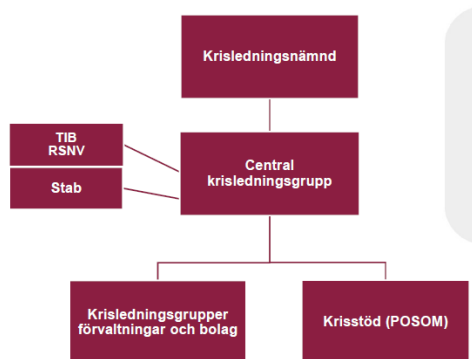 Krisledningsnämnd
TIB
RSNV
Stab
Central
krisledningsgrupp
Krisledningsgrupper
förvaltningar och bolag
Krisstöd (POSOM)